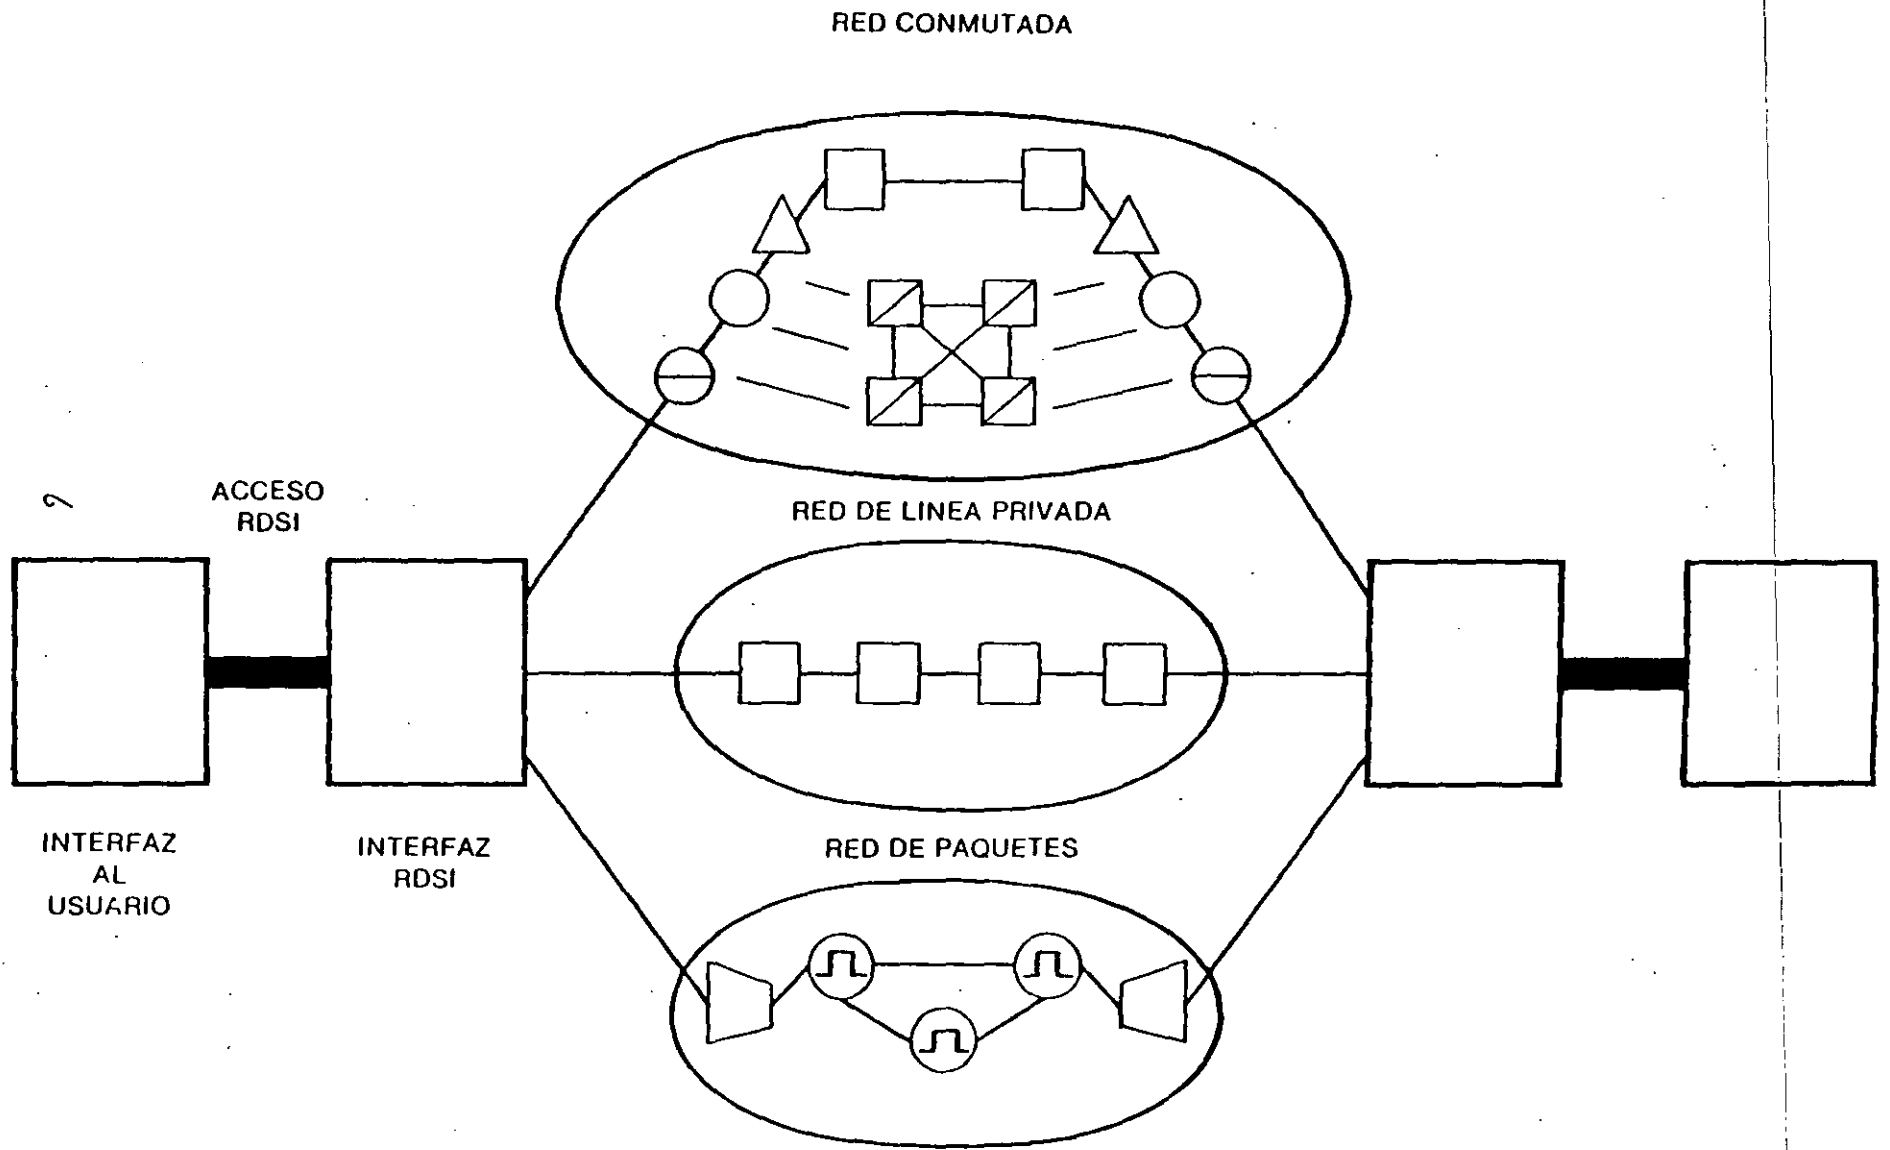 RED CONMUTADA
ACCESO
RDSI
RED DE LINEA PRIVADA
INTERFAZ
AL
USUARIO
INTERFAZ
RDSI
RED DE PAQUETES